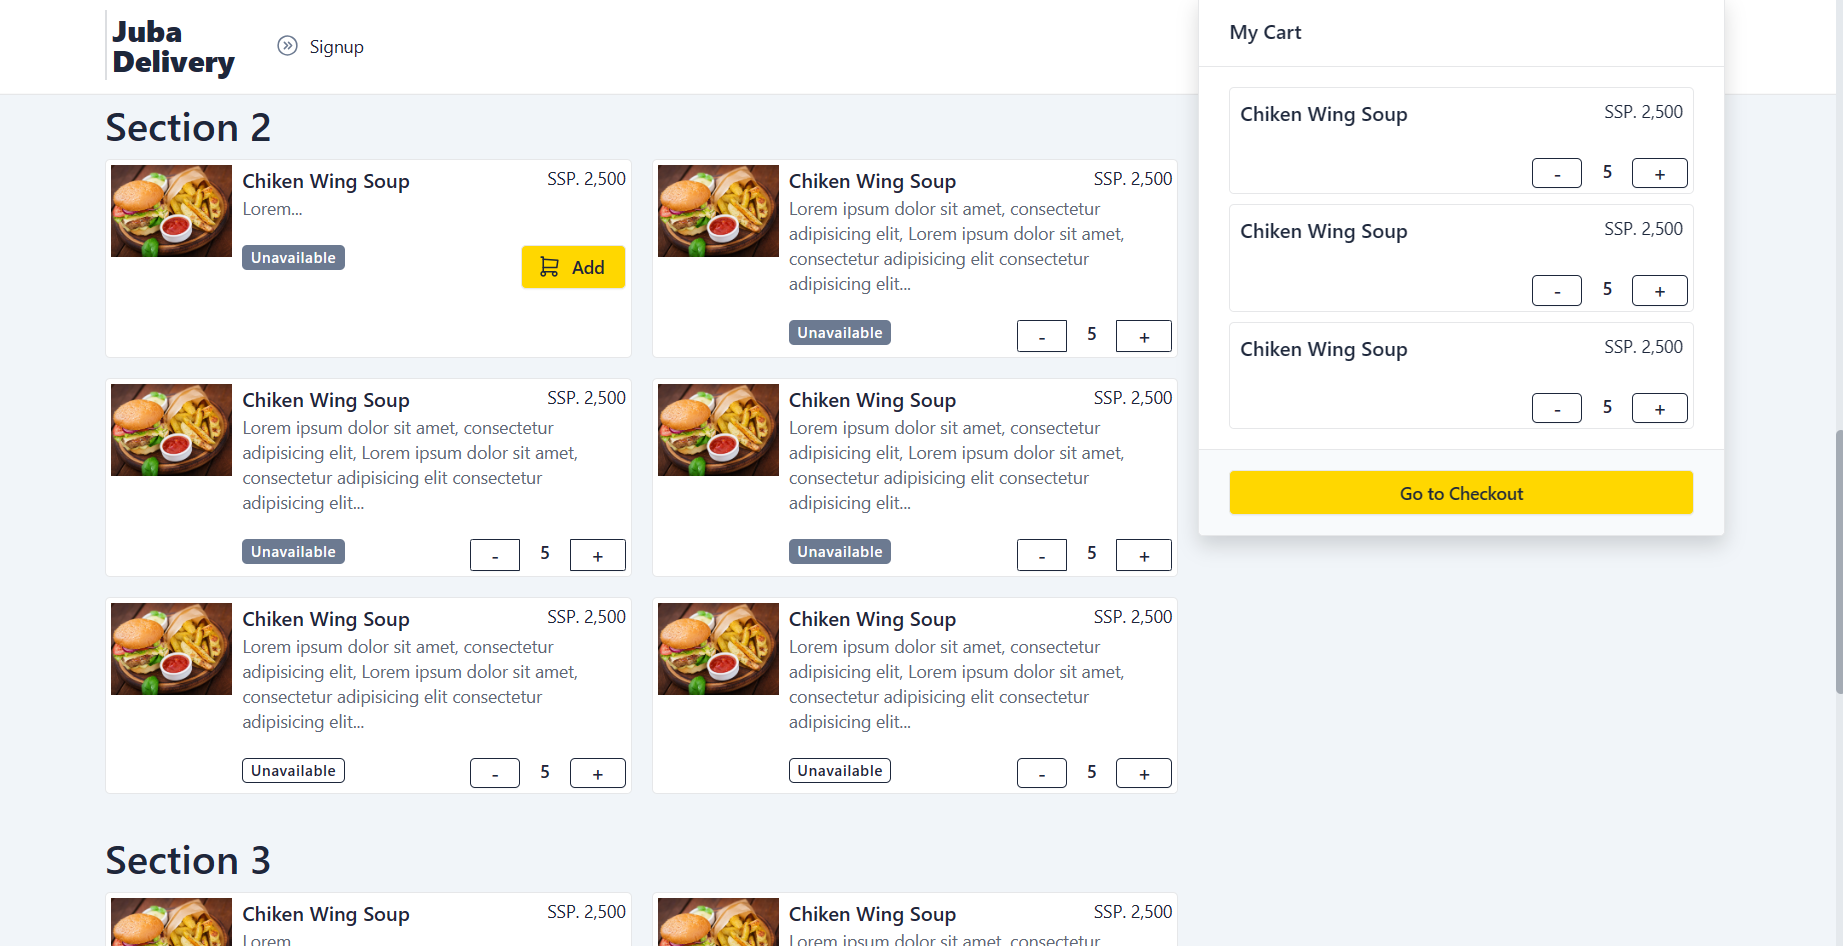 Juba
Delivery
Signup
Section 2
Chiken Wing Soup
SSP. 2,500
Lorem...
Unavailable
Add
Chiken Wing Soup
SSP. 2,500
Lorem ipsum dolor sit amet, consectetur
adipisicing elit, Lorem ipsum dolor sit amet,
consectetur adipisicing elit consectetur
adipisicing elit...
Unavailable
- 5 +
Chiken Wing Soup
SSP. 2,500
Lorem ipsum dolor sit amet, consectetur
adipisicing elit, Lorem ipsum dolor sit amet,
consectetur adipisicing elit consectetur
adipisicing elit...
Unavailable
- 5 +
Chiken Wing Soup
SSP. 2,500
Lorem ipsum dolor sit amet, consectetur
adipisicing elit, Lorem ipsum dolor sit amet,
consectetur adipisicing elit consectetur
adipisicing elit...
Unavailable
- 5 +
Chiken Wing Soup
SSP. 2,500
Lorem ipsum dolor sit amet, consectetur
adipisicing elit, Lorem ipsum dolor sit amet,
consectetur adipisicing elit consectetur
adipisicing elit...
Unavailable
- 5 +
Chiken Wing Soup
SSP. 2,500
Lorem ipsum dolor sit amet, consectetur
adipisicing elit, Lorem ipsum dolor sit amet,
consectetur adipisicing elit consectetur
adipisicing elit...
Unavailable
- 5 +
Section 3
Chiken Wing Soup
SSP. 2,500
Lorem
Chiken Wing Soup
SSP. 2,500
Lorem ipsum dolor sit amet, consectetur
My Cart
Chiken Wing Soup
SSP. 2,500
- 5 +
Chiken Wing Soup
SSP. 2,500
- 5 +
Chiken Wing Soup
SSP. 2,500
- 5 +
Go to Checkout